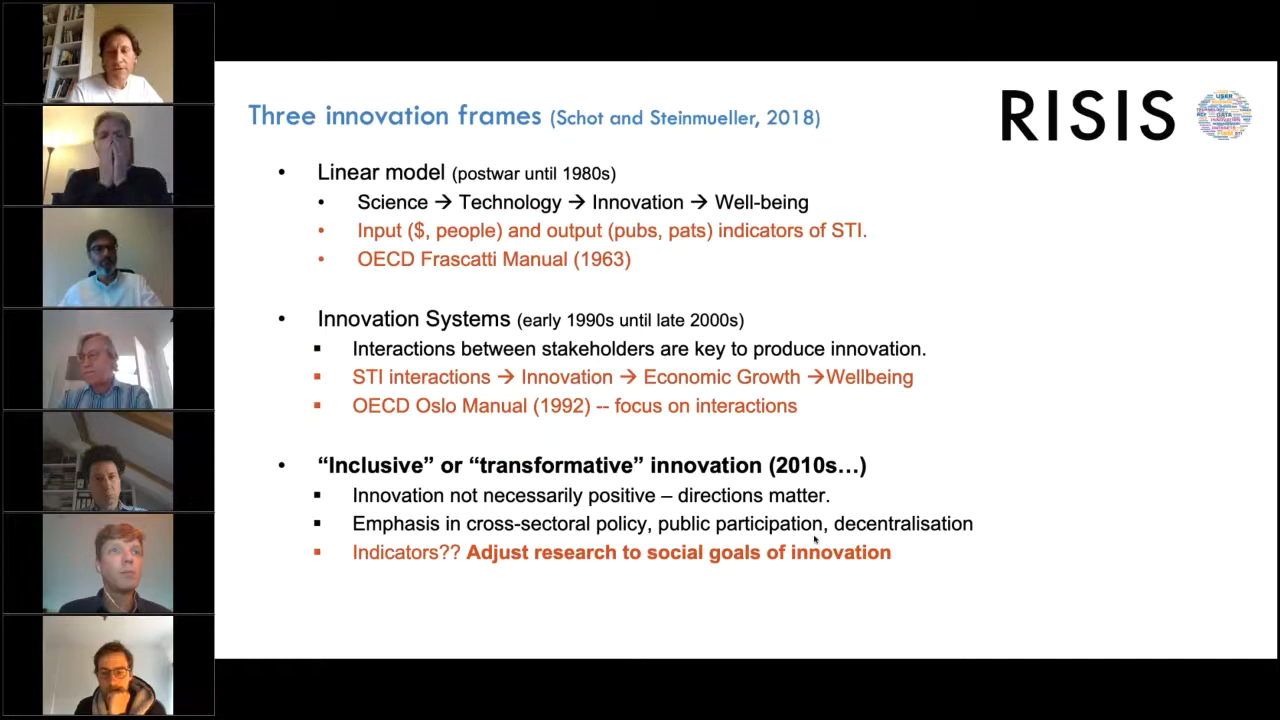 Three innovation frames (Schot and Steinmueller, 2018)
RISIS
USER
DATA
• Linear model (postwar until 1980s)
• Science → Technology → Innovation → Well-being
• Input ($, people) and output (pubs, pats) indicators of STI.
• OECD Frascatti Manual (1963)
• Innovation Systems (early 1990s until late 2000s)
▪ Interactions between stakeholders are key to produce innovation.
▪ STI interactions → Innovation → Economic Growth →Wellbeing
▪ OECD Oslo Manual (1992) -- focus on interactions
• “Inclusive” or “transformative” innovation (2010s…)
▪ Innovation not necessarily positive – directions matter.
▪ Emphasis in cross-sectoral policy, public participation, decentralisation
▪ Indicators?? Adjust research to social goals of innovation